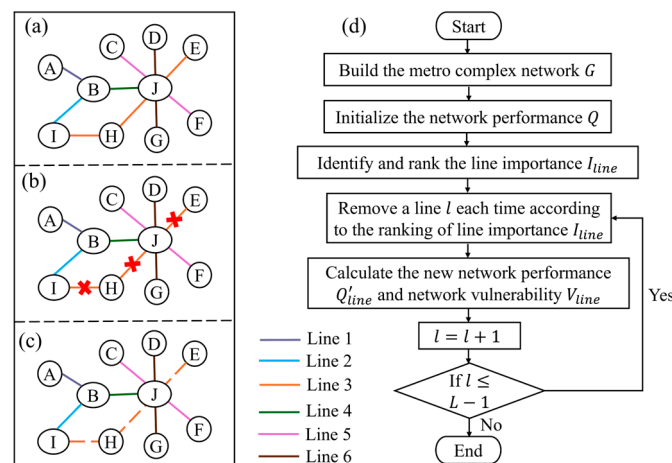 (a)
A
B
C
D
E
J
I
H
G
F
(b)
A
B
C
D
E
J
I
H
G
F
(c)
A
B
C
D
E
J
I
H
G
F
Line 1
Line 2
Line 3
Line 4
Line 5
Line 6
(d)
Start
Build the metro complex network G
Initialize the network performance Q
Identify and rank the line importance I_line
Remove a line l each time according
to the ranking of line importance I_line
Calculate the new network performance
Q'_line and network vulnerability V_line
l = l + 1
If l ≤
L − 1
Yes
No
End